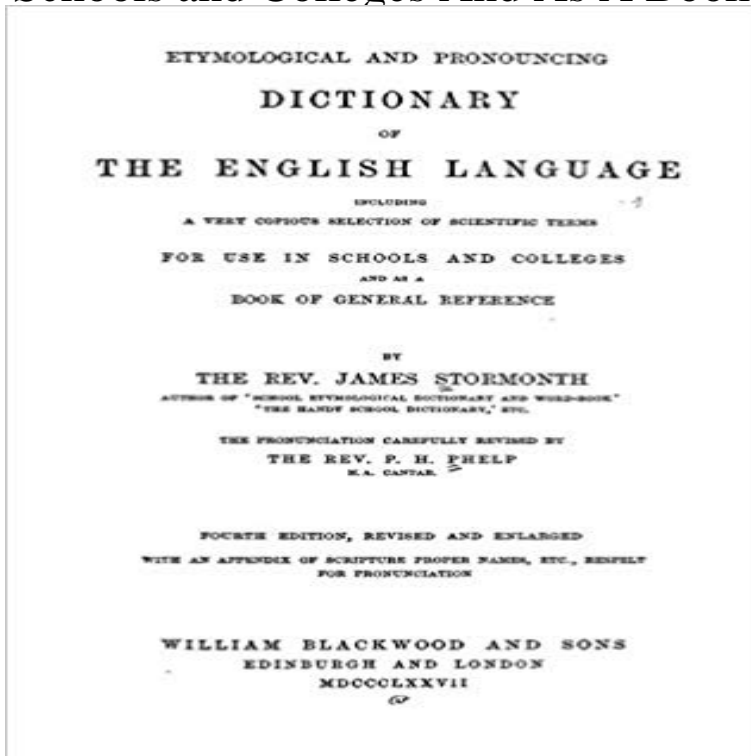 Schools and Colleges And As A Book
ETYMOLOGICAL AND PRONOUNCING
DICTIONARY
OF
THE ENGLISH LANGUAGE
INCLUDING
A VERY COPIOUS SELECTION OF SCIENTIFIC TERMS
FOR USE IN SCHOOLS AND COLLEGES
AND AS A
BOOK OF GENERAL REFERENCE
BY
THE REV. JAMES STORMONTH
AUTHOR OF "SCHOOL ETYMOLOGICAL DICTIONARY AND WORD-BOOK"
"THE HANDY SCHOOL DICTIONARY," ETC.
THE PRONUNCIATION CAREFULLY REVISED BY
THE REV. P. H. PHELP
M.A. CANTAB.
FOURTH EDITION, REVISED AND ENLARGED
WITH AN APPENDIX OF SCRIPTURE PROPER NAMES, ETC., RESPELT
FOR PRONUNCIATION
WILLIAM BLACKWOOD AND SONS
EDINBURGH AND LONDON
MDCCCLXXVII